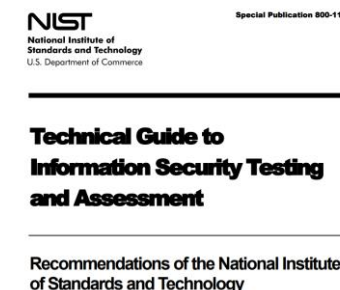 NIST
National Institute of
Standards and Technology
U.S. Department of Commerce
Special Publication 800-11
Technical Guide to
Information Security Testing
and Assessment
Recommendations of the National Institute
of Standards and Technology